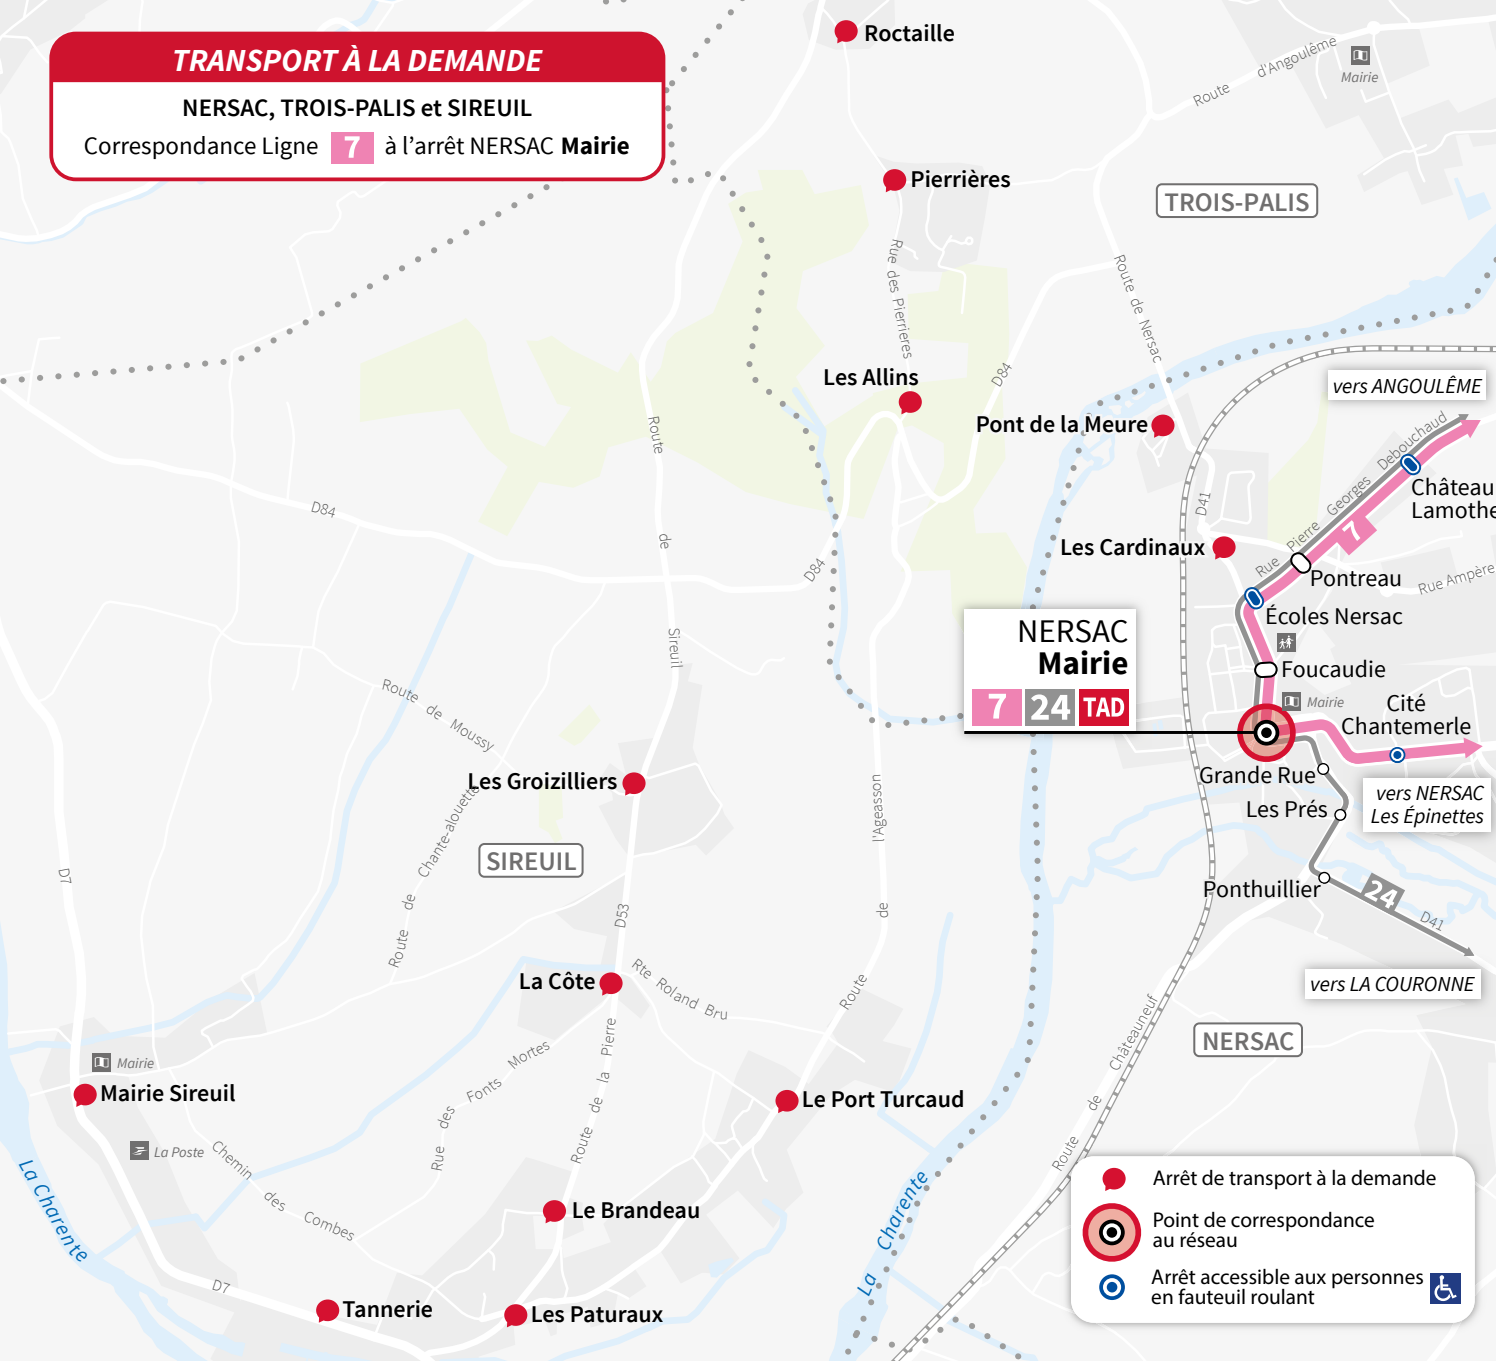 TRANSPORT À LA DEMANDE
NERSAC, TROIS-PALIS et SIREUIL
Correspondance Ligne 7 à l’arrêt NERSAC Mairie
Roctaille
Route d'Angoulême
Mairie
Pierrières
TROIS-PALIS
Rue des Pierrieres
Route de Nersac
Les Allins
D84
vers ANGOULÊME
Pont de la Meure
Rue Pierre Georges Debouchaud
Château
Lamothe
7
D41
Route de Sireuil
D84
D84
Les Cardinaux
Pontreau
Rue Ampère
Écoles Nersac
NERSAC
Mairie
7 24 TAD
Foucaudie
Mairie
Cité
Chantemerle
Route de Moussy
Grande Rue
Les Groizilliers
vers NERSAC
Les Épinettes
Les Prés
Route de Chante-alouette
Route de l'Ageasson
SIREUIL
D7
Ponthuillier
24
D41
D53
La Côte
Rte Roland Bru
vers LA COURONNE
NERSAC
Route de Châteauneuf
Mairie
Mairie Sireuil
Rue des Fonts Mortes
Route de la Pierre
Le Port Turcaud
La Poste
Chemin des Combes
La Charente
La Charente
Le Brandeau
D7
Tannerie
Les Paturaux
Arrêt de transport à la demande
Point de correspondance
au réseau
Arrêt accessible aux personnes
en fauteuil roulant